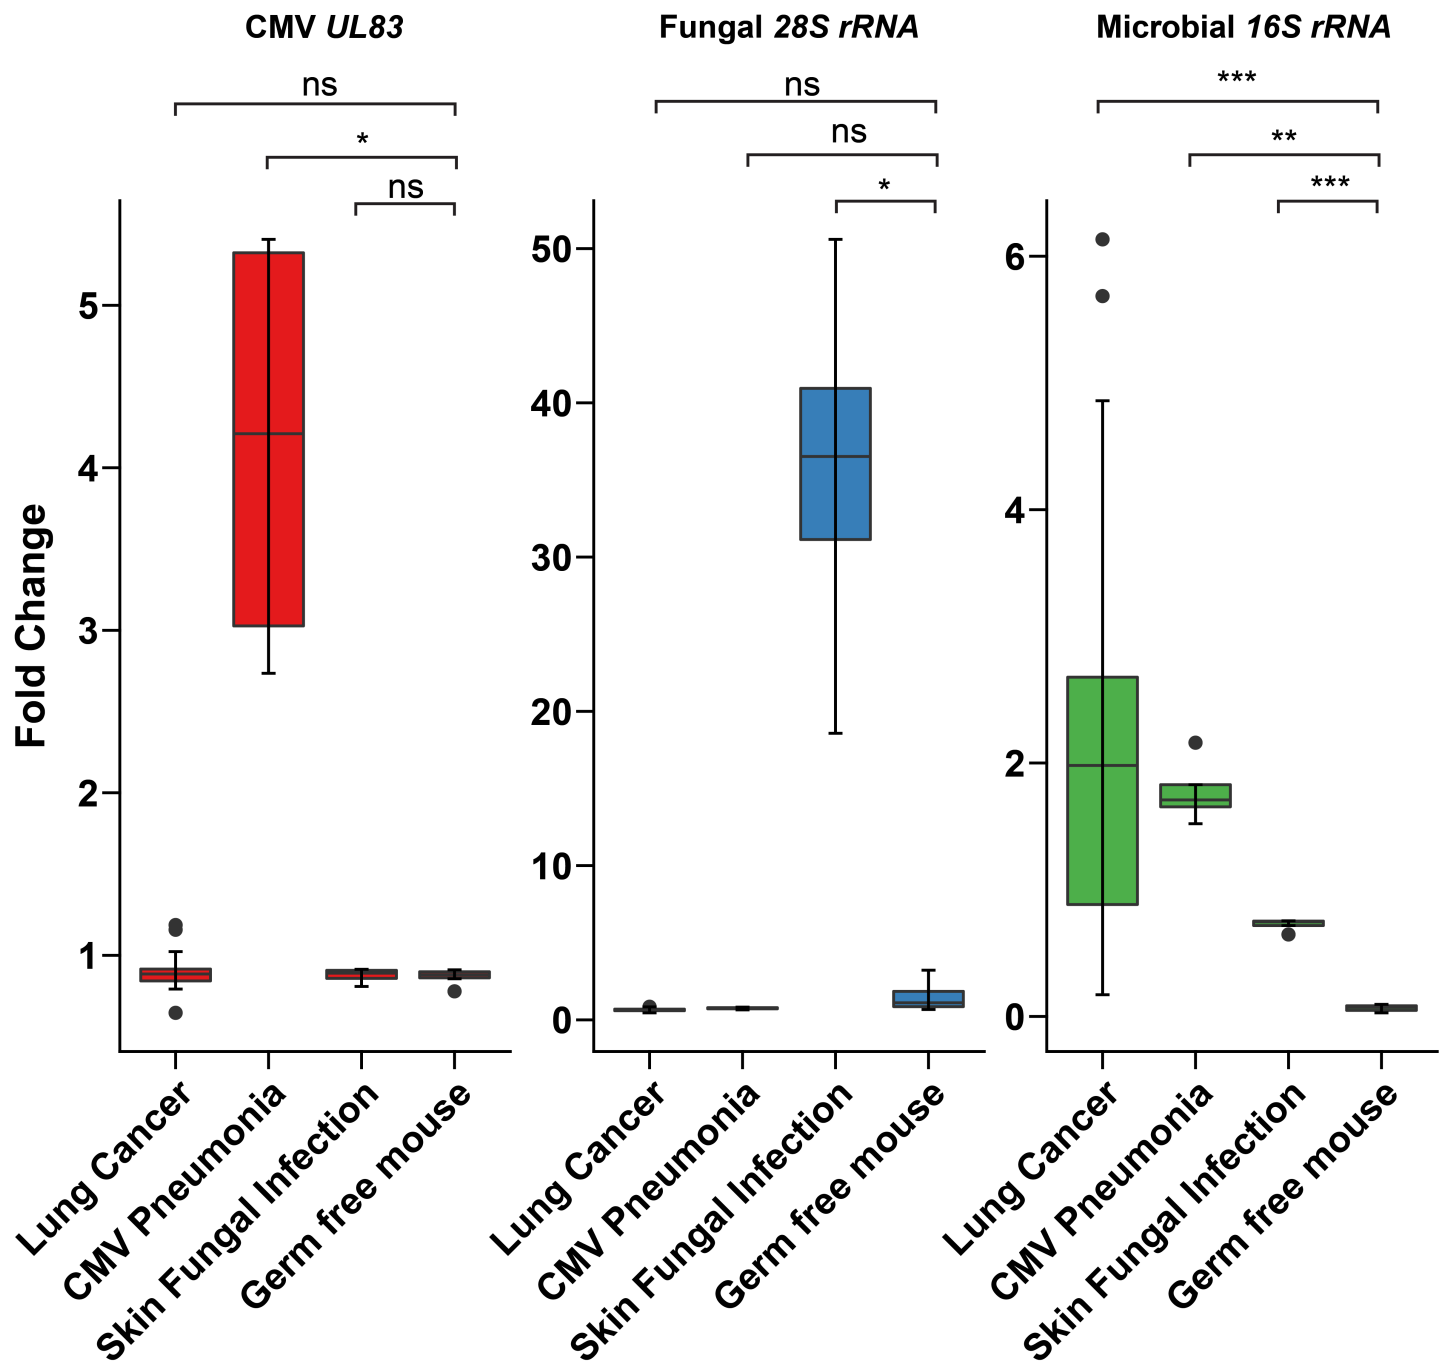 CMV UL83
Fungal 28S rRNA
Microbial 16S rRNA
ns
*
ns
ns
ns
*
***
**
***
Fold Change
5
4
3
2
1
50
40
30
20
10
0
6
4
2
0
Lung Cancer
CMV Pneumonia
Skin Fungal Infection
Germ free mouse
Lung Cancer
CMV Pneumonia
Skin Fungal Infection
Germ free mouse
Lung Cancer
CMV Pneumonia
Skin Fungal Infection
Germ free mouse